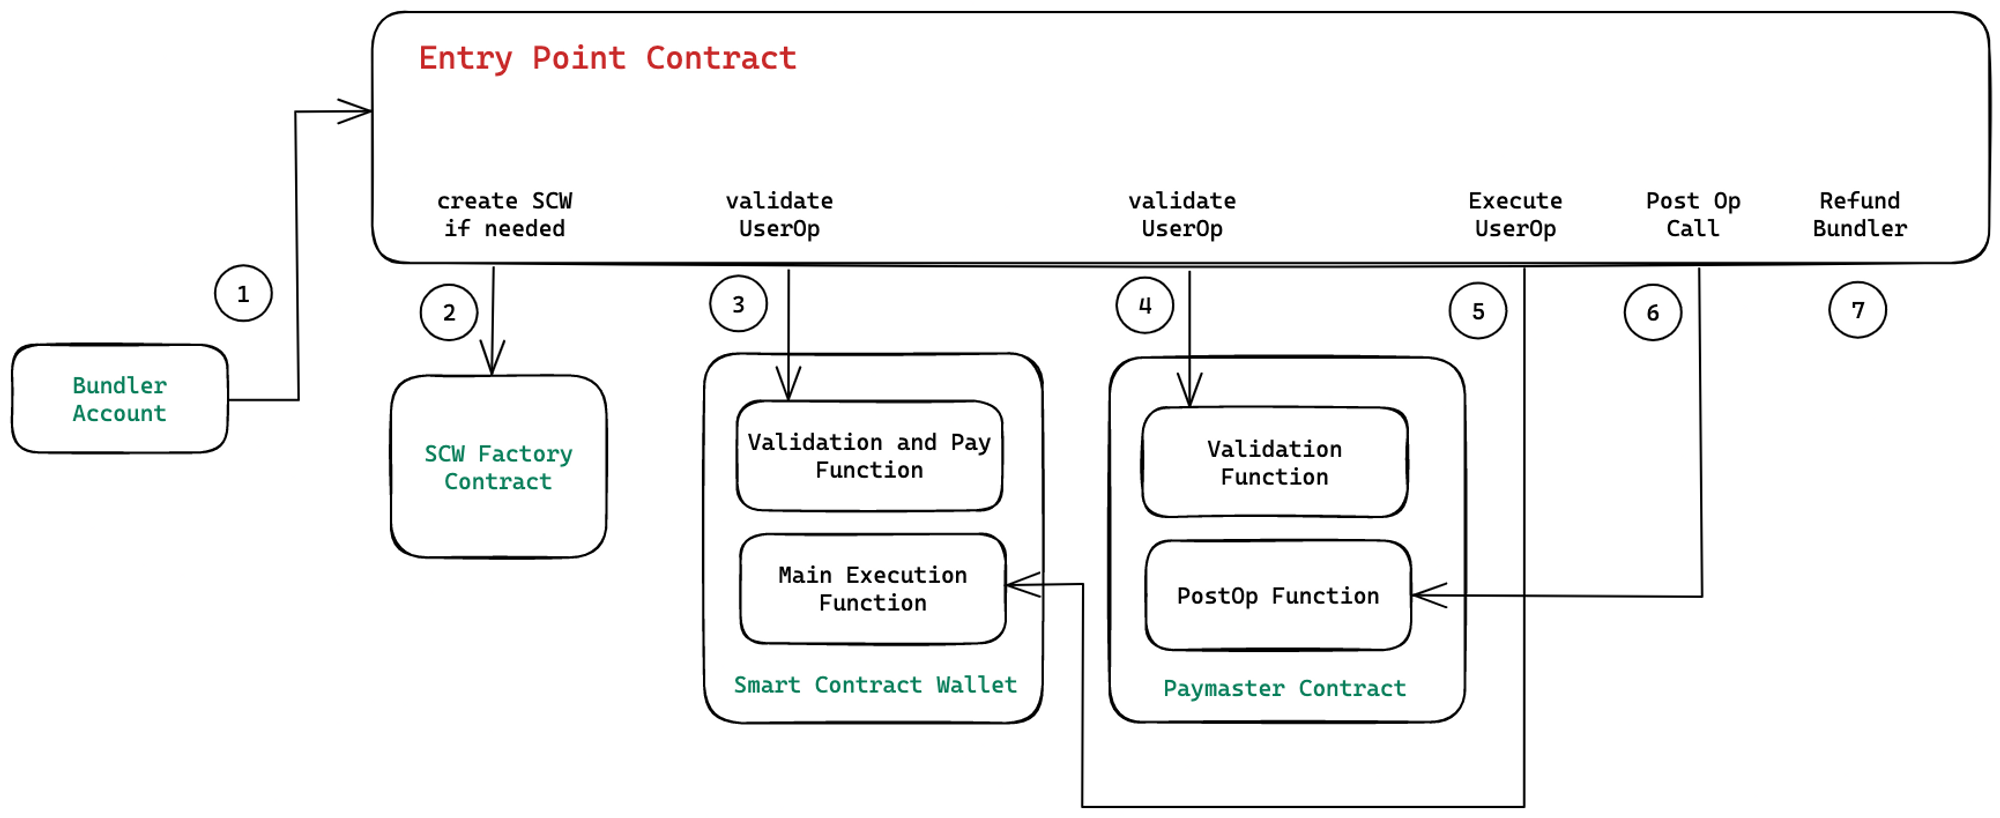 Entry Point Contract
create SCW
if needed
validate
UserOp
validate
UserOp
Execute
UserOp
Post Op
Call
Refund
Bundler
1
2
3
4
5
6
7
Bundler
Account
SCW Factory
Contract
Validation and Pay
Function
Main Execution
Function
Smart Contract Wallet
Validation
Function
PostOp Function
Paymaster Contract